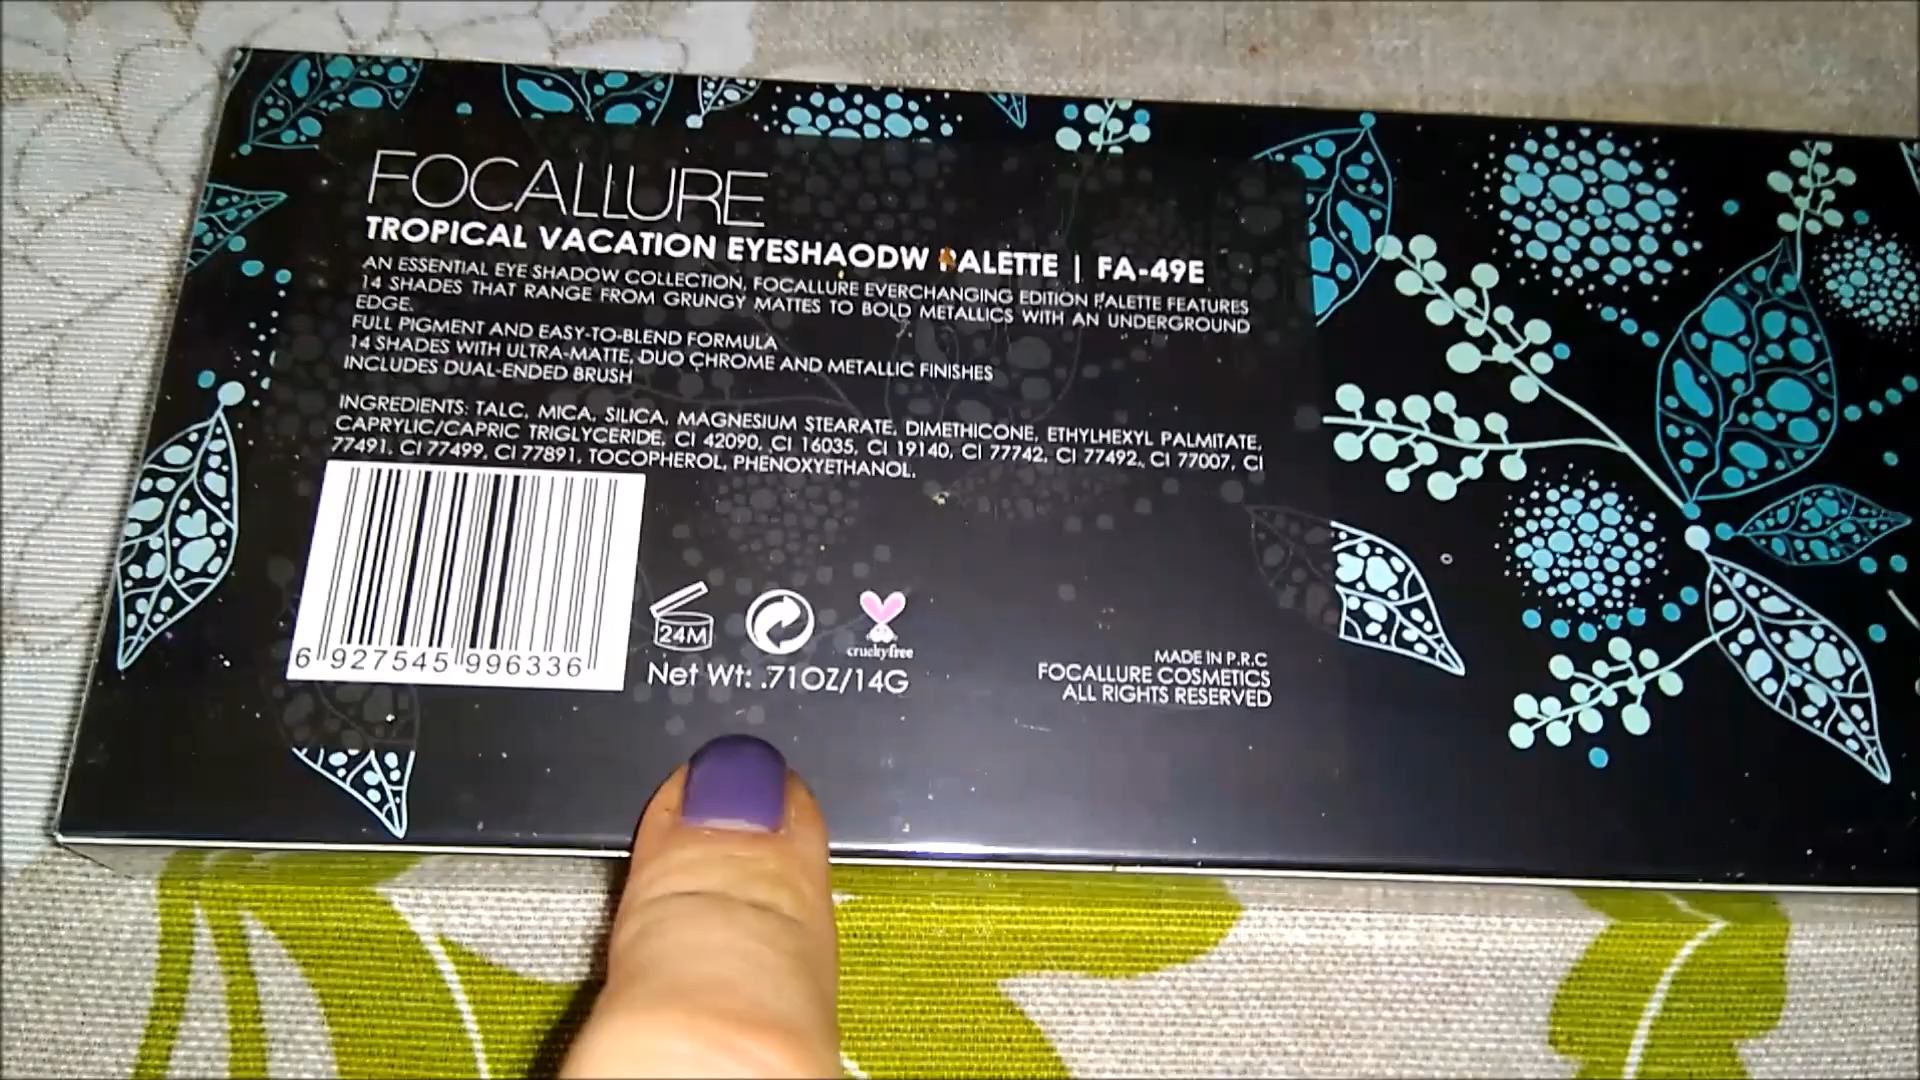 FOCALLURE
TROPICAL VACATION EYESHAODW PALETTE | FA-49E
AN ESSENTIAL EYE SHADOW COLLECTION, FOCALLURE EVERCHANGING EDITION PALETTE FEATURES
14 SHADES THAT RANGE FROM GRUNGY MATTES TO BOLD METALLICS WITH AN UNDERGROUND
EDGE.
FULL PIGMENT AND EASY-TO-BLEND FORMULA
14 SHADES WITH ULTRA-MATTE, DUO CHROME AND METALLIC FINISHES
INCLUDES DUAL-ENDED BRUSH
INGREDIENTS: TALC, MICA, SILICA, MAGNESIUM STEARATE, DIMETHICONE, ETHYLHEXYL PALMITATE,
CAPRYLIC/CAPRIC TRIGLYCERIDE, CI 42090, CI 16035, CI 19140, CI 77742, CI 77492, CI 77007, CI
77491, CI 77499, CI 77891, TOCOPHEROL, PHENOXYETHANOL.
6 927545 996336
24M
crueltyfree
Net Wt: .71OZ/14G
MADE IN P.R.C
FOCALLURE COSMETICS
ALL RIGHTS RESERVED